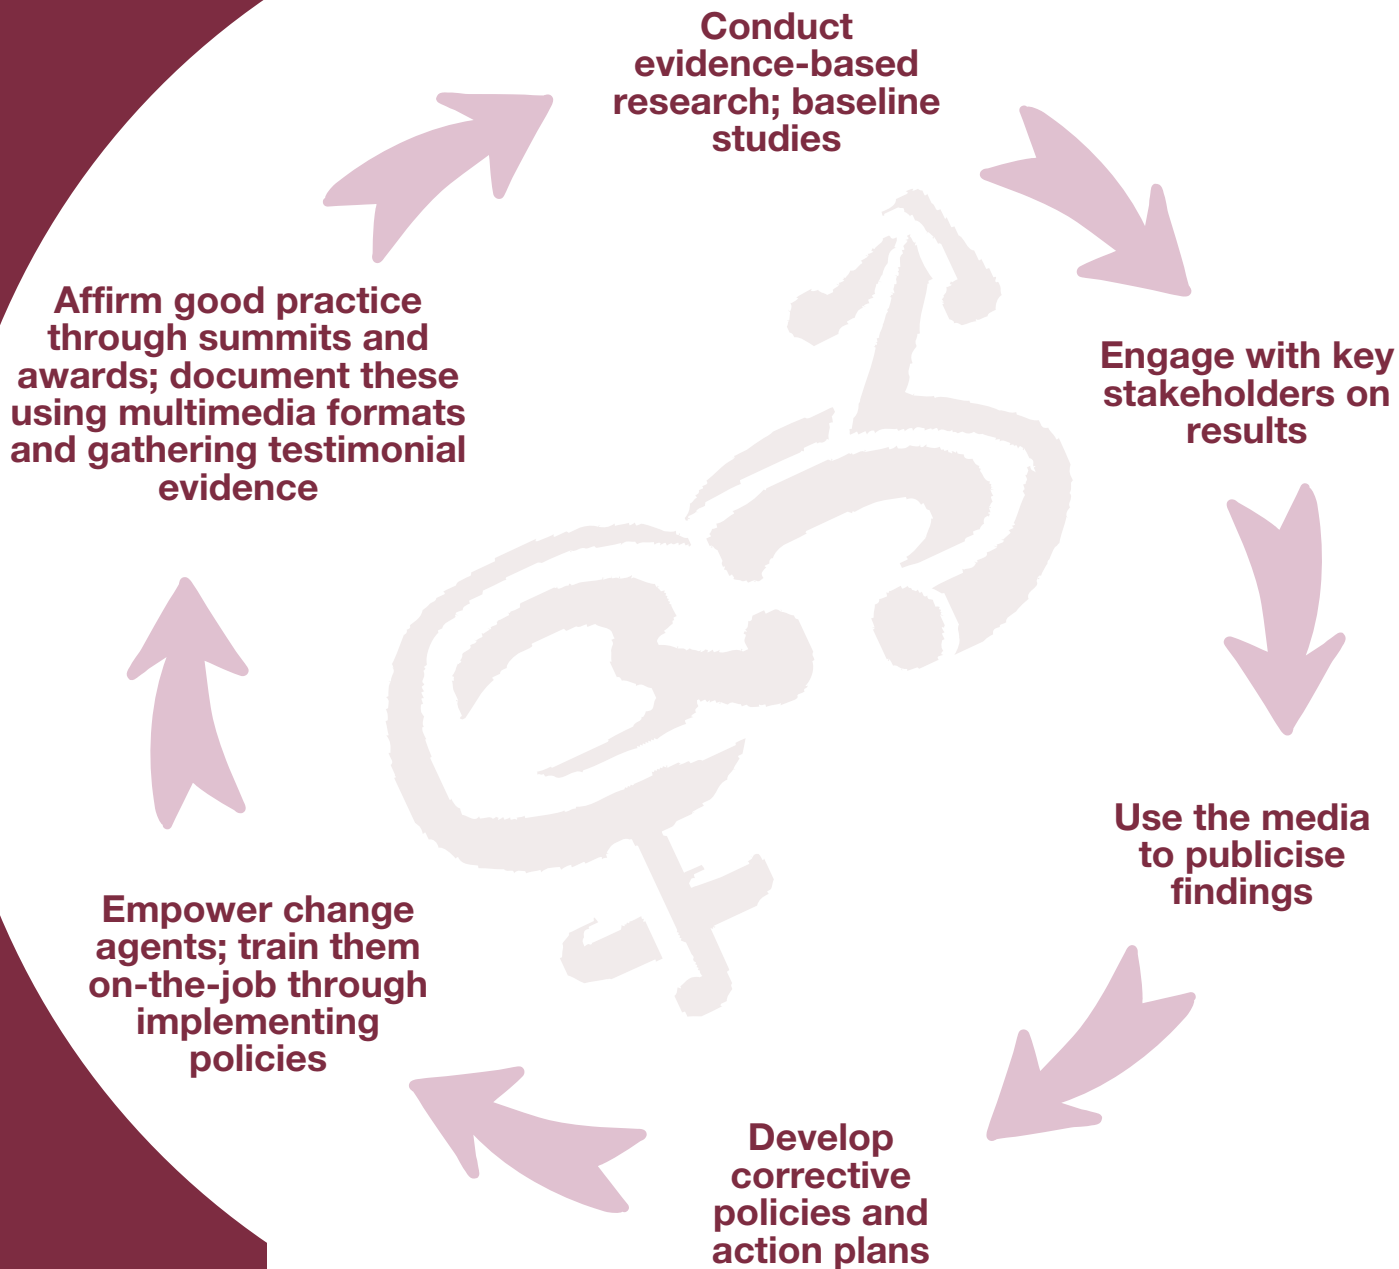 Conduct
evidence-based
research; baseline
studies
Engage with key
stakeholders on
results
Use the media
to publicise
findings
Develop
corrective
policies and
action plans
Empower change
agents; train them
on-the-job through
implementing
policies
Affirm good practice
through summits and
awards; document these
using multimedia formats
and gathering testimonial
evidence